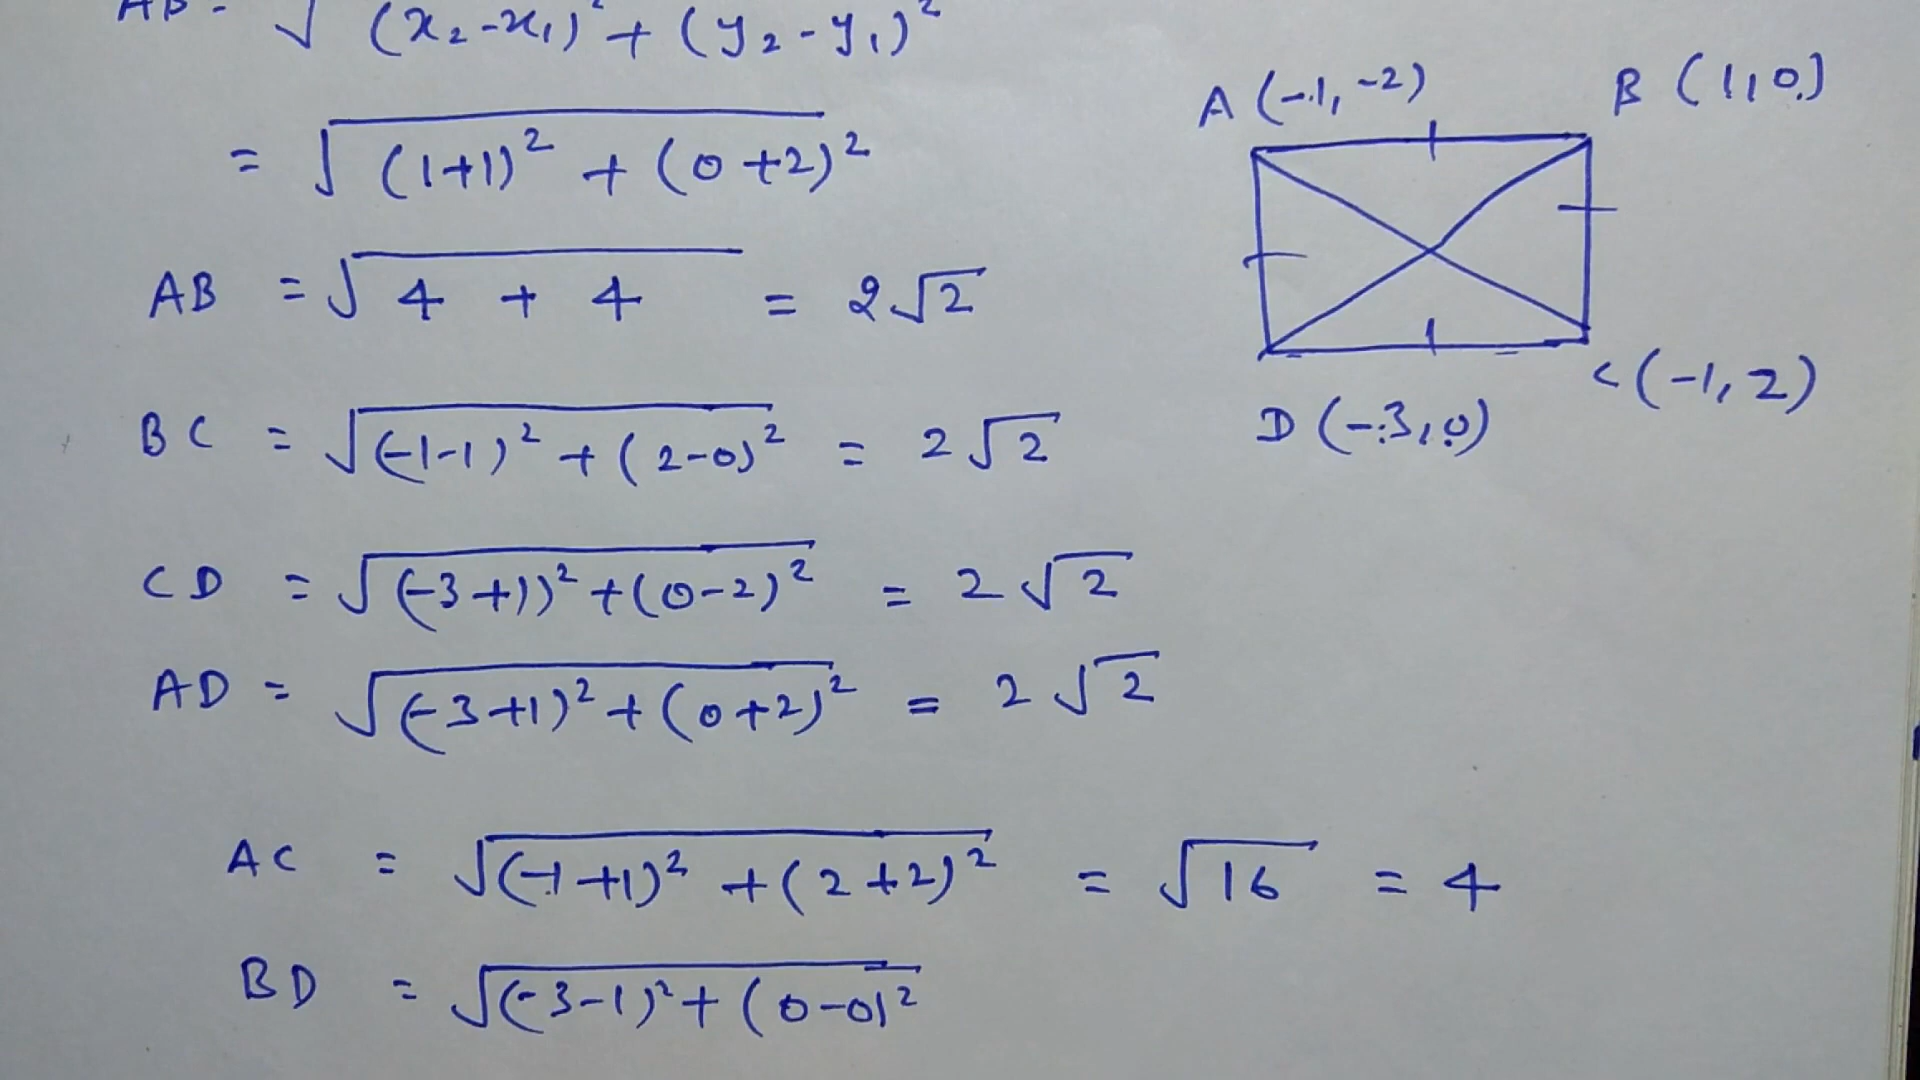 AB = √(x₂-x₁)² + (y₂-y₁)²
= √(1+1)² + (0+2)²
AB = √4 + 4 = 2√2
BC = √(-1-1)² + (2-0)² = 2√2
CD = √(-3+1)² + (0-2)² = 2√2
AD = √(-3+1)² + (0+2)² = 2√2
AC = √(-1+1)² + (2+2)² = √16 = 4
BD = √(-3-1)² + (0-0)²
A (-1, -2)
B (1,0)
C (-1, 2)
D (-3,0)